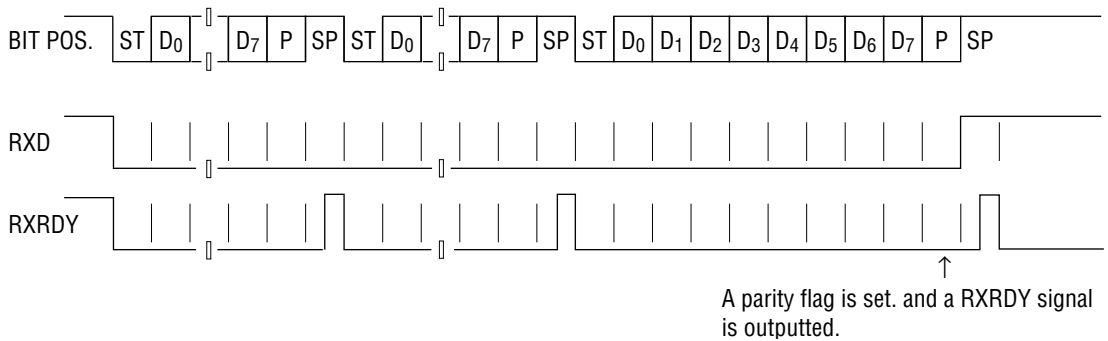 BIT POS. ST D0 D7 P SP ST D0 D7 P SP ST D0 D1 D2 D3 D4 D5 D6 D7 P SP
RXD
RXRDY
A parity flag is set. and a RXRDY signal
is outputted.